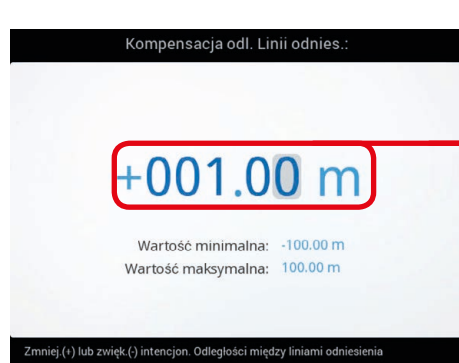 Kompensacja odl. Linii odnies.:
+001.00 m
Wartość minimalna: -100.00 m
Wartość maksymalna: 100.00 m
Zmniej.(+) lub zwięk.(-) intencjon. Odległości między liniami odniesienia